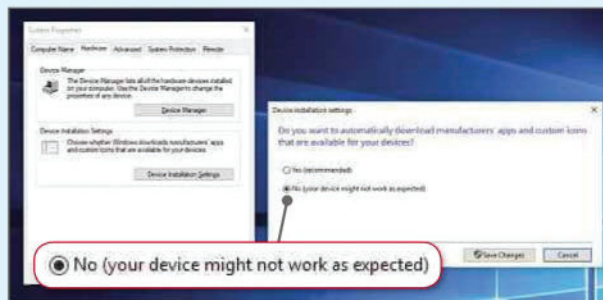 System Properties
Computer Name Hardware Advanced System Protection Remote
Device Manager
The Device Manager lists all the hardware devices installed
on your computer. Use the Device Manager to change the
properties of any device.
Device Manager
Device Installation Settings
Choose whether Windows downloads manufacturers' apps
and custom icons that are available for your devices.
Device Installation Settings
Device installation settings
Do you want to automatically download manufacturers' apps and custom icons
that are available for your devices?
Yes (recommended)
No (your device might not work as expected)
Save Changes Cancel
No (your device might not work as expected)